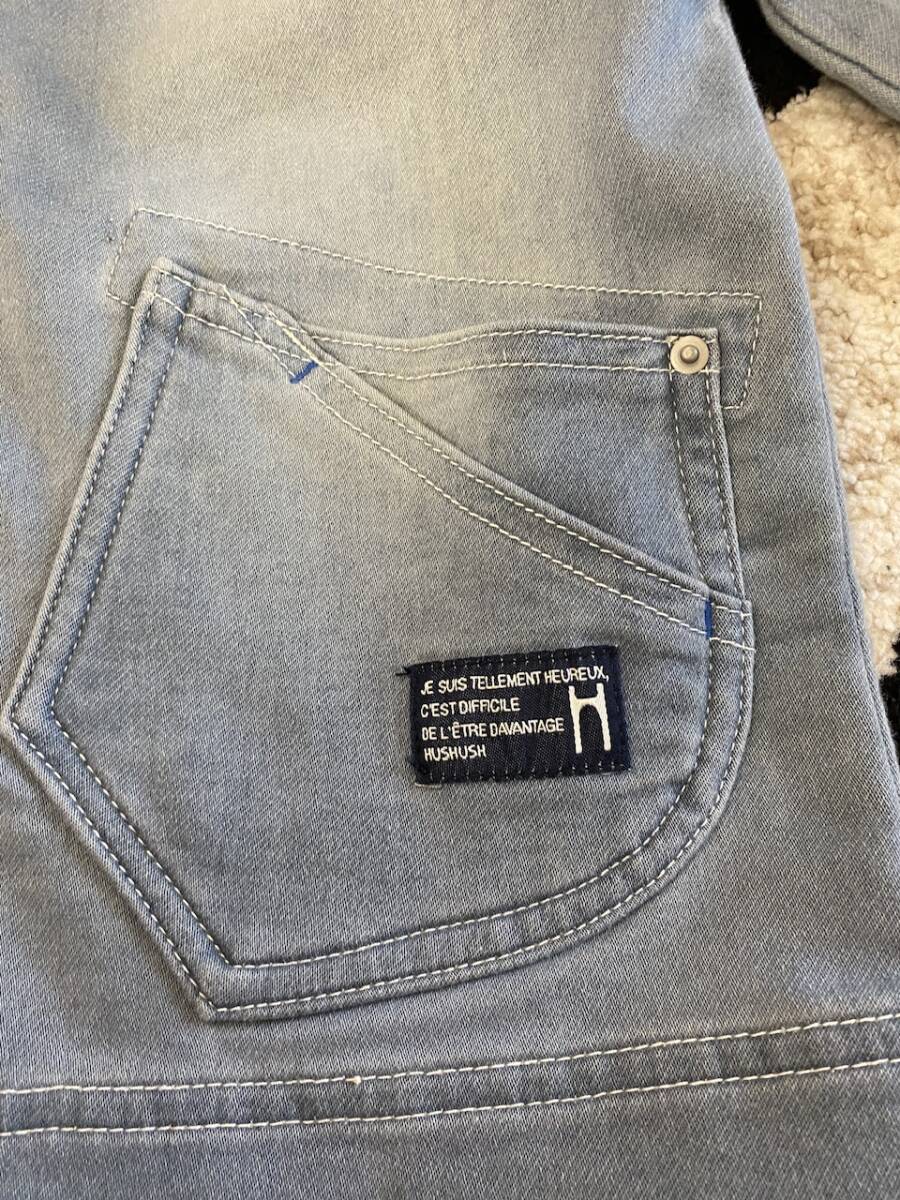 JE SUIS TELLEMENT HEUREUX,
C'EST DIFFICILE
DE L'ÊTRE DAVANTAGE
HUSHUSH
H